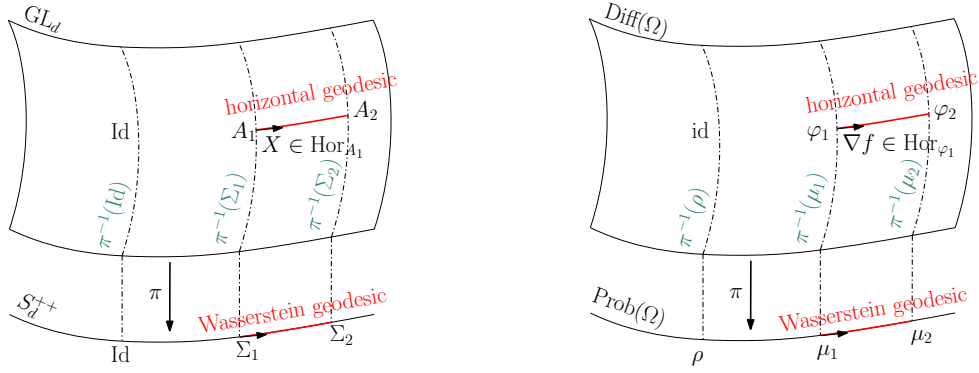 GL_d
horizontal geodesic
Id
A_1
A_2
X ∈ Hor_{A_1}
π^{-1}(Id)
π^{-1}(Σ_1)
π^{-1}(Σ_2)
π
S_d^{++}
Wasserstein geodesic
Id
Σ_1
Σ_2
Diff(Ω)
horizontal geodesic
id
φ_1
φ_2
∇f ∈ Hor_{φ_1}
π^{-1}(ρ)
π^{-1}(μ_1)
π^{-1}(μ_2)
π
Prob(Ω)
Wasserstein geodesic
ρ
μ_1
μ_2